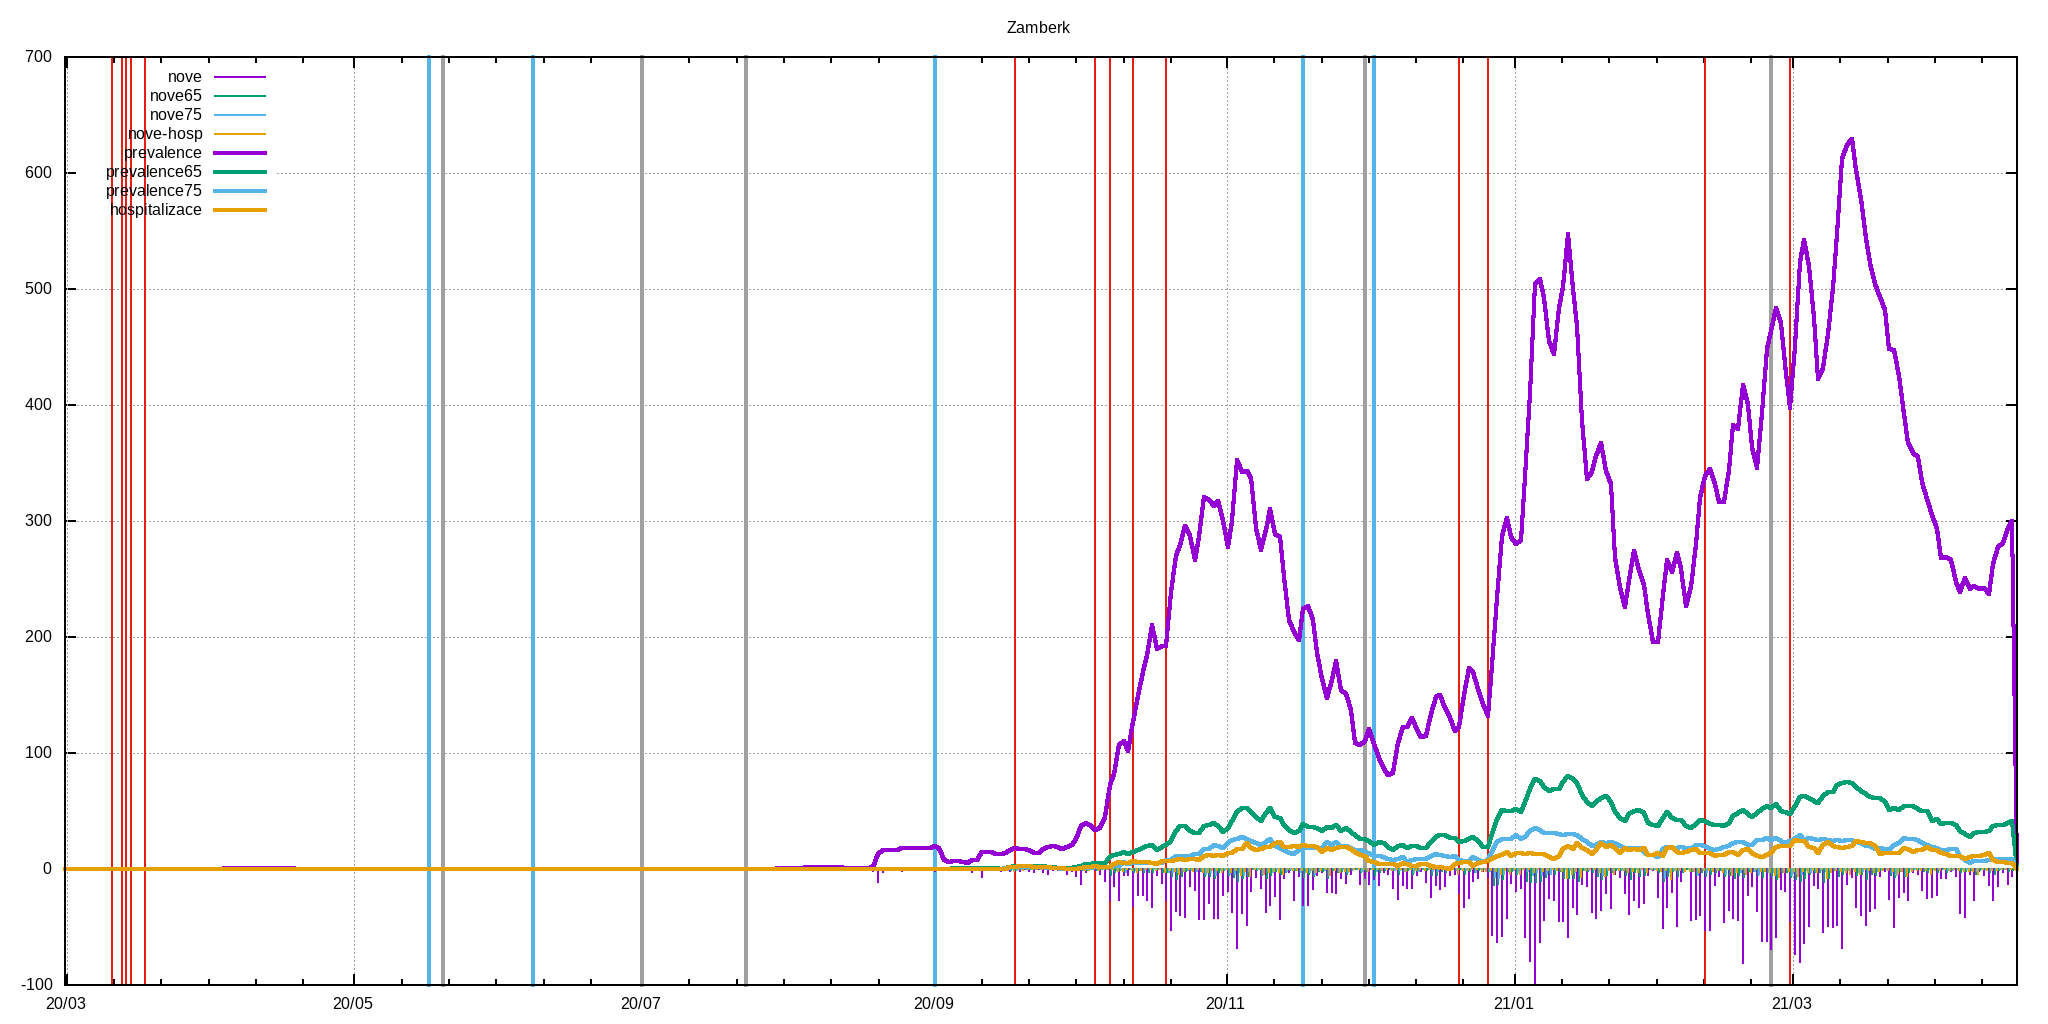 Zamberk
700
600
500
400
300
200
100
0
-100
nove
nove65
nove75
nove-hosp
prevalence
prevalence65
prevalence75
hospitalizace
20/03 20/05 20/07 20/09 20/11 21/01 21/03